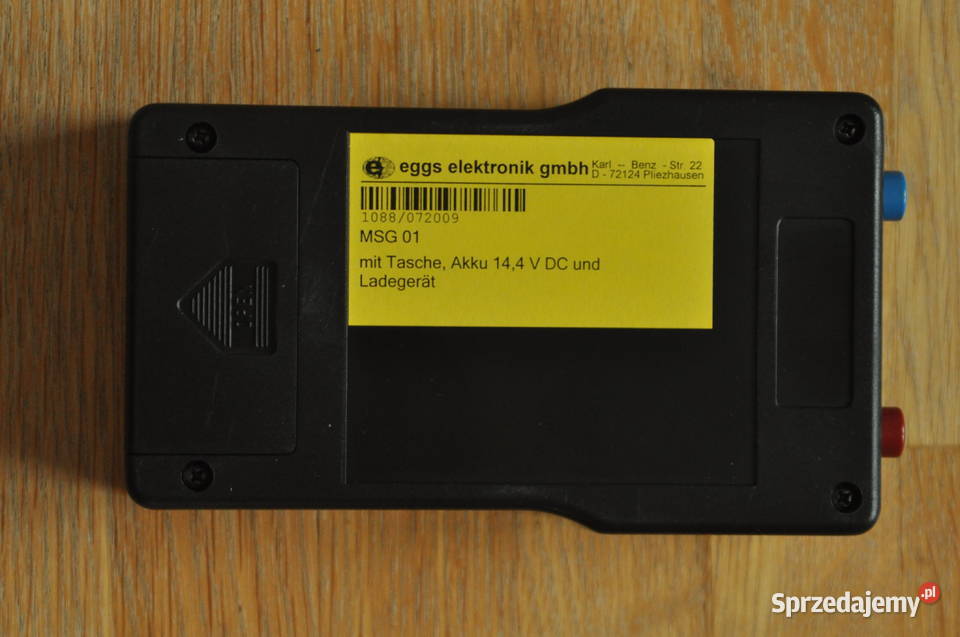 e eggs elektronik gmbh Karl -- Benz - Str. 22
D - 72124 Pliezhausen
1088/072009
MSG 01
mit Tasche, Akku 14,4 V DC und
Ladegerät
OPEN
Sprzedajemy.pl